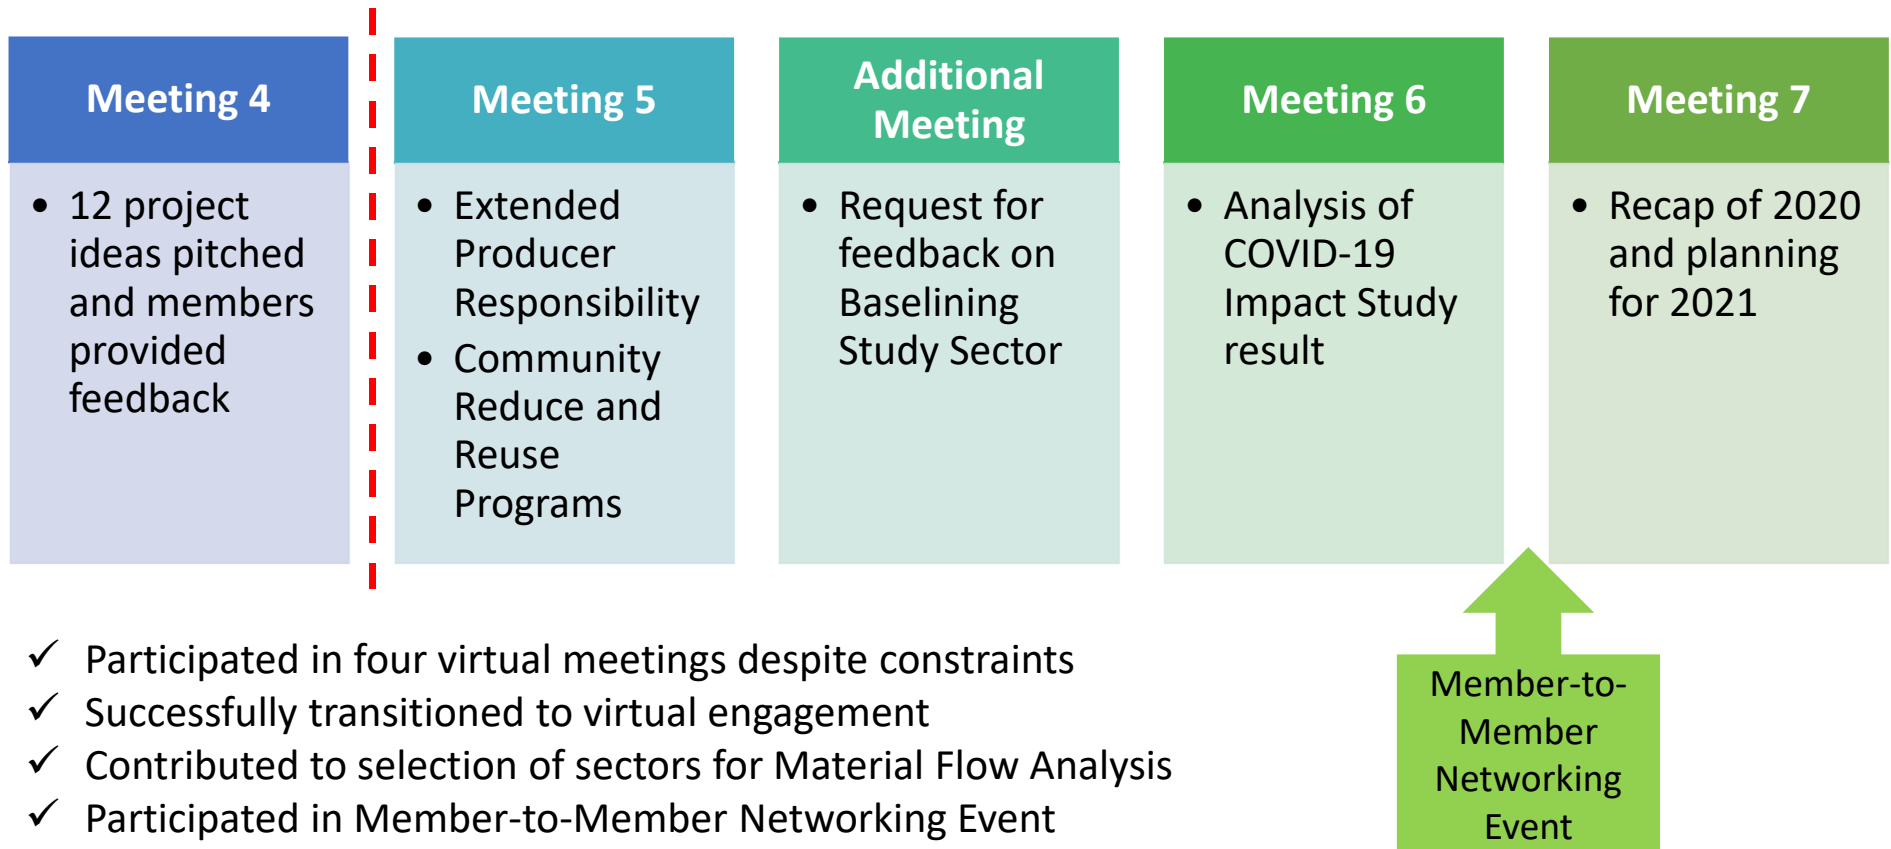 Meeting 4
• 12 project
ideas pitched
and members
provided
feedback
Meeting 5
• Extended
Producer
Responsibility
• Community
Reduce and
Reuse
Programs
Additional
Meeting
• Request for
feedback on
Baselining
Study Sector
Meeting 6
• Analysis of
COVID-19
Impact Study
result
Meeting 7
• Recap of 2020
and planning
for 2021
✓ Participated in four virtual meetings despite constraints
✓ Successfully transitioned to virtual engagement
✓ Contributed to selection of sectors for Material Flow Analysis
✓ Participated in Member-to-Member Networking Event
Member-to-
Member
Networking
Event